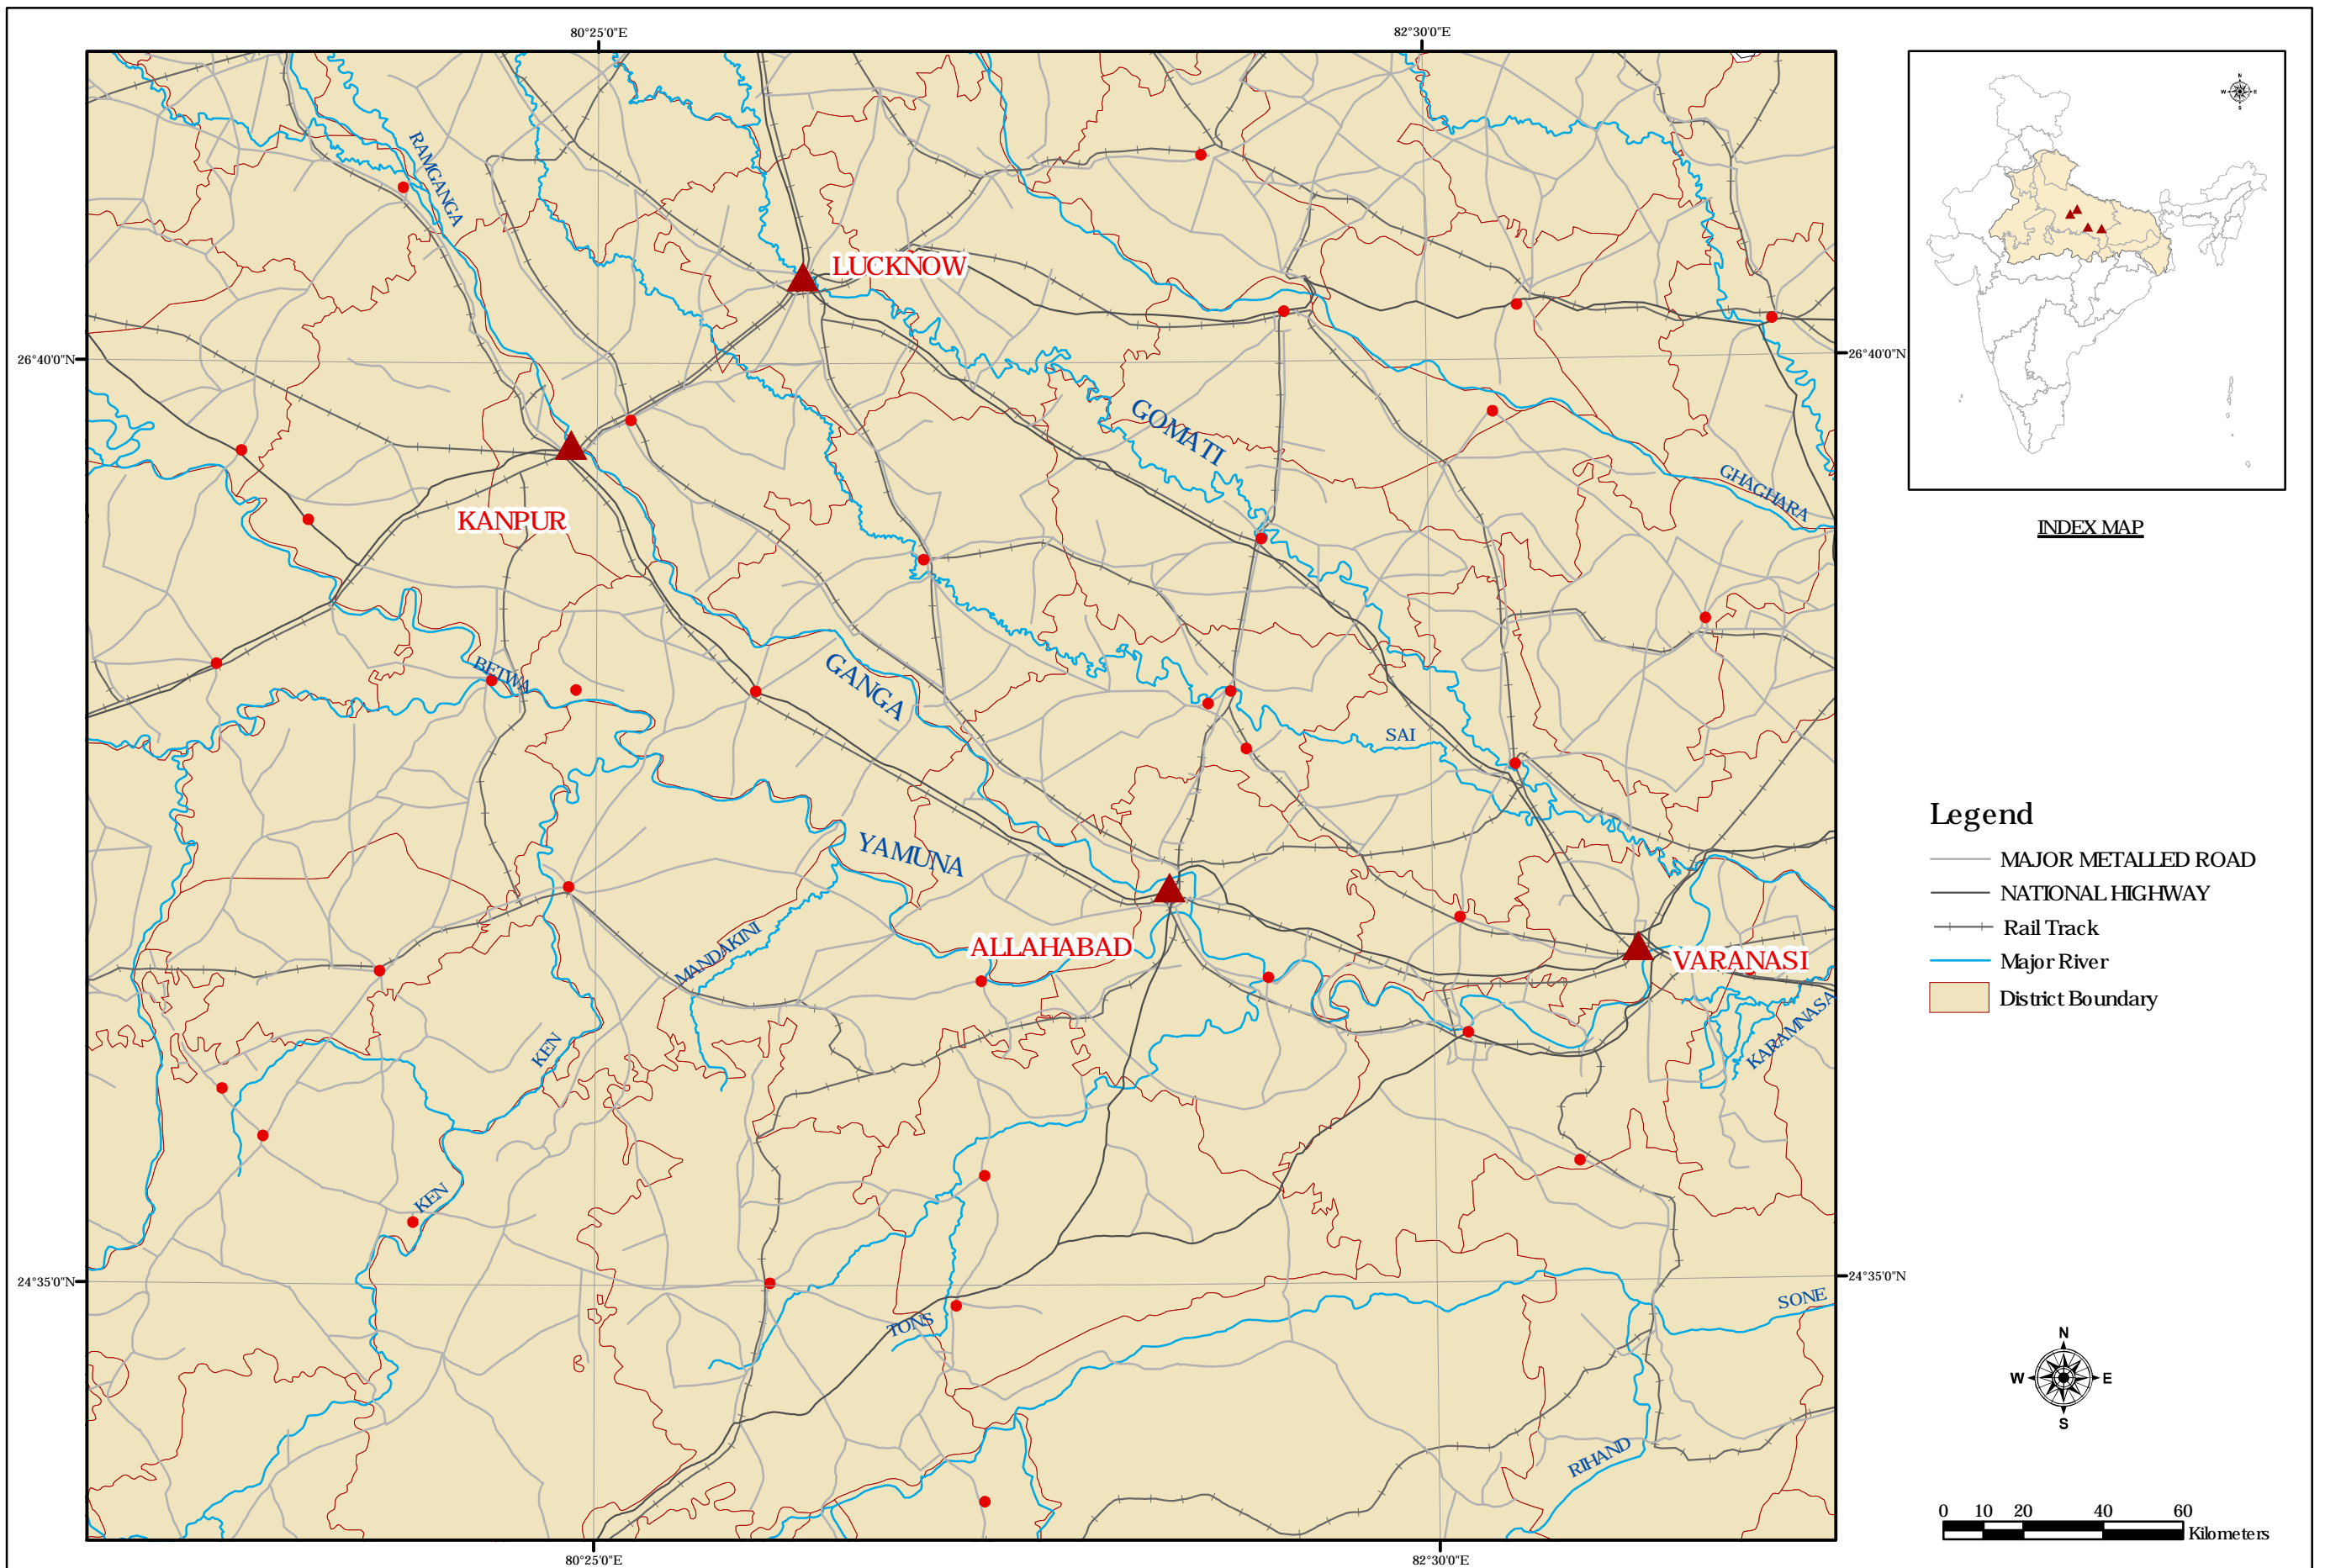 80°25'0"E
82°30'0"E
N
W E
S
RAMGANGA
LUCKNOW
26°40'0"N
26°40'0"N
GOMATI
GHAGHARA
KANPUR
INDEX MAP
BETWA
GANGA
SAI
Legend
YAMUNA
MAJOR METALLED ROAD
NATIONAL HIGHWAY
Rail Track
MANDAKINI
ALLAHABAD
VARANASI
Major River
District Boundary
KEN
KARAMNASA
KEN
24°35'0"N
24°35'0"N
SONE
TONS
N
W E
S
RIHAND
0 10 20 40 60
Kilometers
80°25'0"E
82°30'0"E